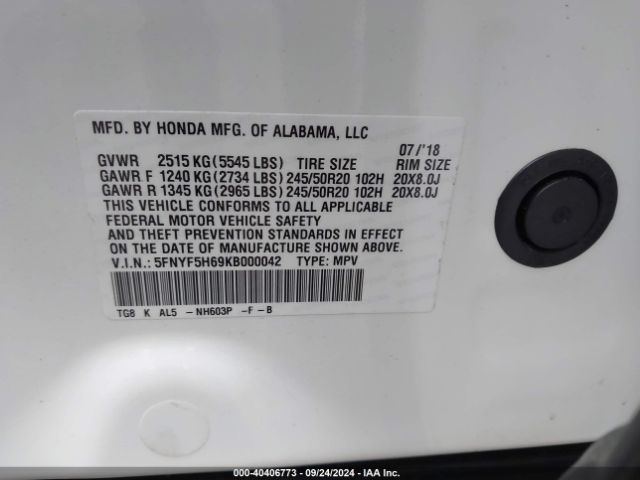 MFD. BY HONDA MFG. OF ALABAMA, LLC
07/'18
GVWR 2515 KG(5545 LBS) TIRE SIZE RIM SIZE
GAWR F 1240 KG(2734 LBS) 245/50R20 102H 20X8.0J
GAWR R 1345 KG(2965 LBS) 245/50R20 102H 20X8.0J
THIS VEHICLE CONFORMS TO ALL APPLICABLE
FEDERAL MOTOR VEHICLE SAFETY
AND THEFT PREVENTION STANDARDS IN EFFECT
ON THE DATE OF MANUFACTURE SHOWN ABOVE.
V.I.N.: 5FNYF5H69KB000042 TYPE: MPV
TG8 K AL5 -NH603P -F-B
000-40406773 - 09/24/2024 - IAA Inc.